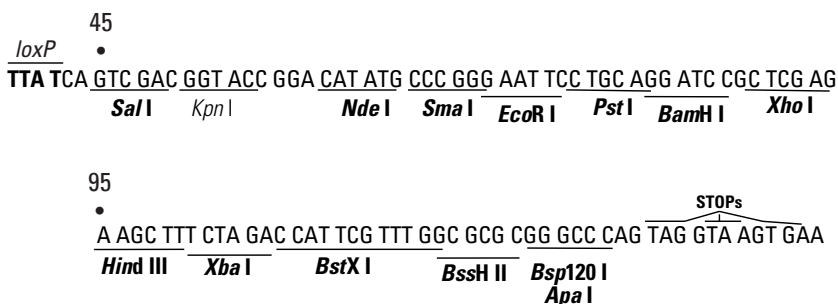 45
loxP •
TTA TCA GTC GAC GGT ACC GGA CAT ATG CCC GGG GAAT TCC TGC AGG ATC CGC TCG AG
Sal I Kpn I Nde I Sma I EcoR I Pst I BamH I Xho I
95
• STOPs
A AGC TTT CTA GAC CAT TCG TTT GGC GCG CGG GCC CAG TAG GTA AGT GAA
Hind III Xba I BstX I BssH II Bsp120 I
Apa I